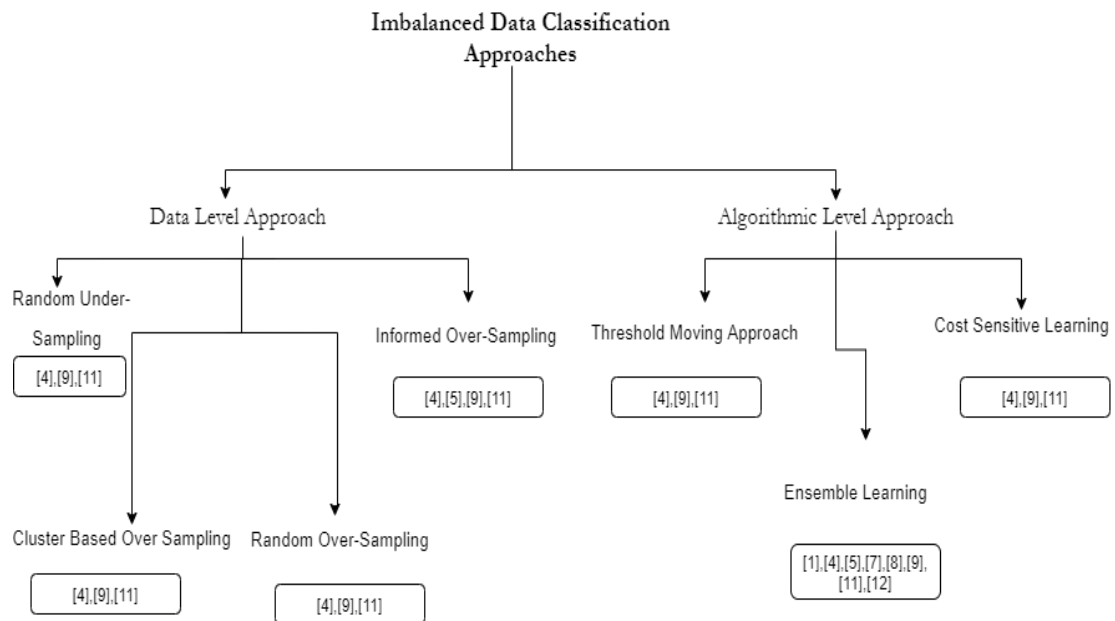 Imbalanced Data Classification
Approaches
Data Level Approach
Algorithmic Level Approach
Random Under-
Sampling
[4],[9],[11]
Informed Over-Sampling
[4],[5],[9],[11]
Threshold Moving Approach
[4],[9],[11]
Cost Sensitive Learning
[4],[9],[11]
Cluster Based Over Sampling
[4],[9],[11]
Random Over-Sampling
[4],[9],[11]
Ensemble Learning
[1],[4],[5],[7],[8],[9],
[11],[12]